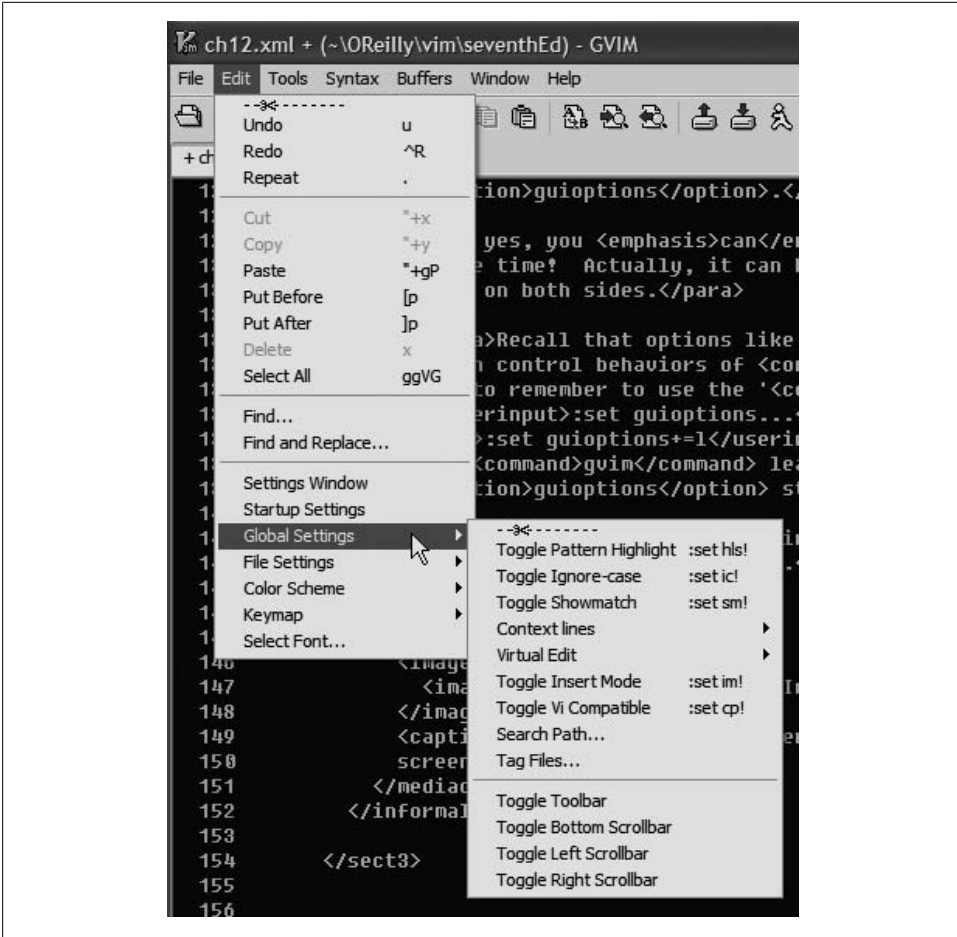 ch12.xml + (~\OReilly\vim\seventhEd) - GVIM
File Edit Tools Syntax Buffers Window Help
Undo u
Redo ^R
Repeat .
Cut "+x
Copy "+y
Paste "+gP
Put Before [p
Put After ]p
Delete x
Select All ggVG
Find...
Find and Replace...
Settings Window
Startup Settings
Global Settings
File Settings
Color Scheme
Keymap
Select Font...
Toggle Pattern Highlight :set hls!
Toggle Ignore-case :set ic!
Toggle Showmatch :set sm!
Context lines
Virtual Edit
Toggle Insert Mode :set im!
Toggle Vi Compatible :set cp!
Search Path...
Tag Files...
Toggle Toolbar
Toggle Bottom Scrollbar
Toggle Left Scrollbar
Toggle Right Scrollbar
+ ch
tion>guioptions</option>.</
yes, you <emphasis>can</e
time! Actually, it can
on both sides.</para>
>Recall that options like
control behaviors of <co
to remember to use the '<c
erinput>:set guioptions...<
>:set guioptions+=l</useri
<command>gvim</command> lea
tion>guioptions</option> s
146 <image
147 <ima
148 </imag
149 <capti
150 screen
151 </mediao
152 </informal
153
154 </sect3>
155
156